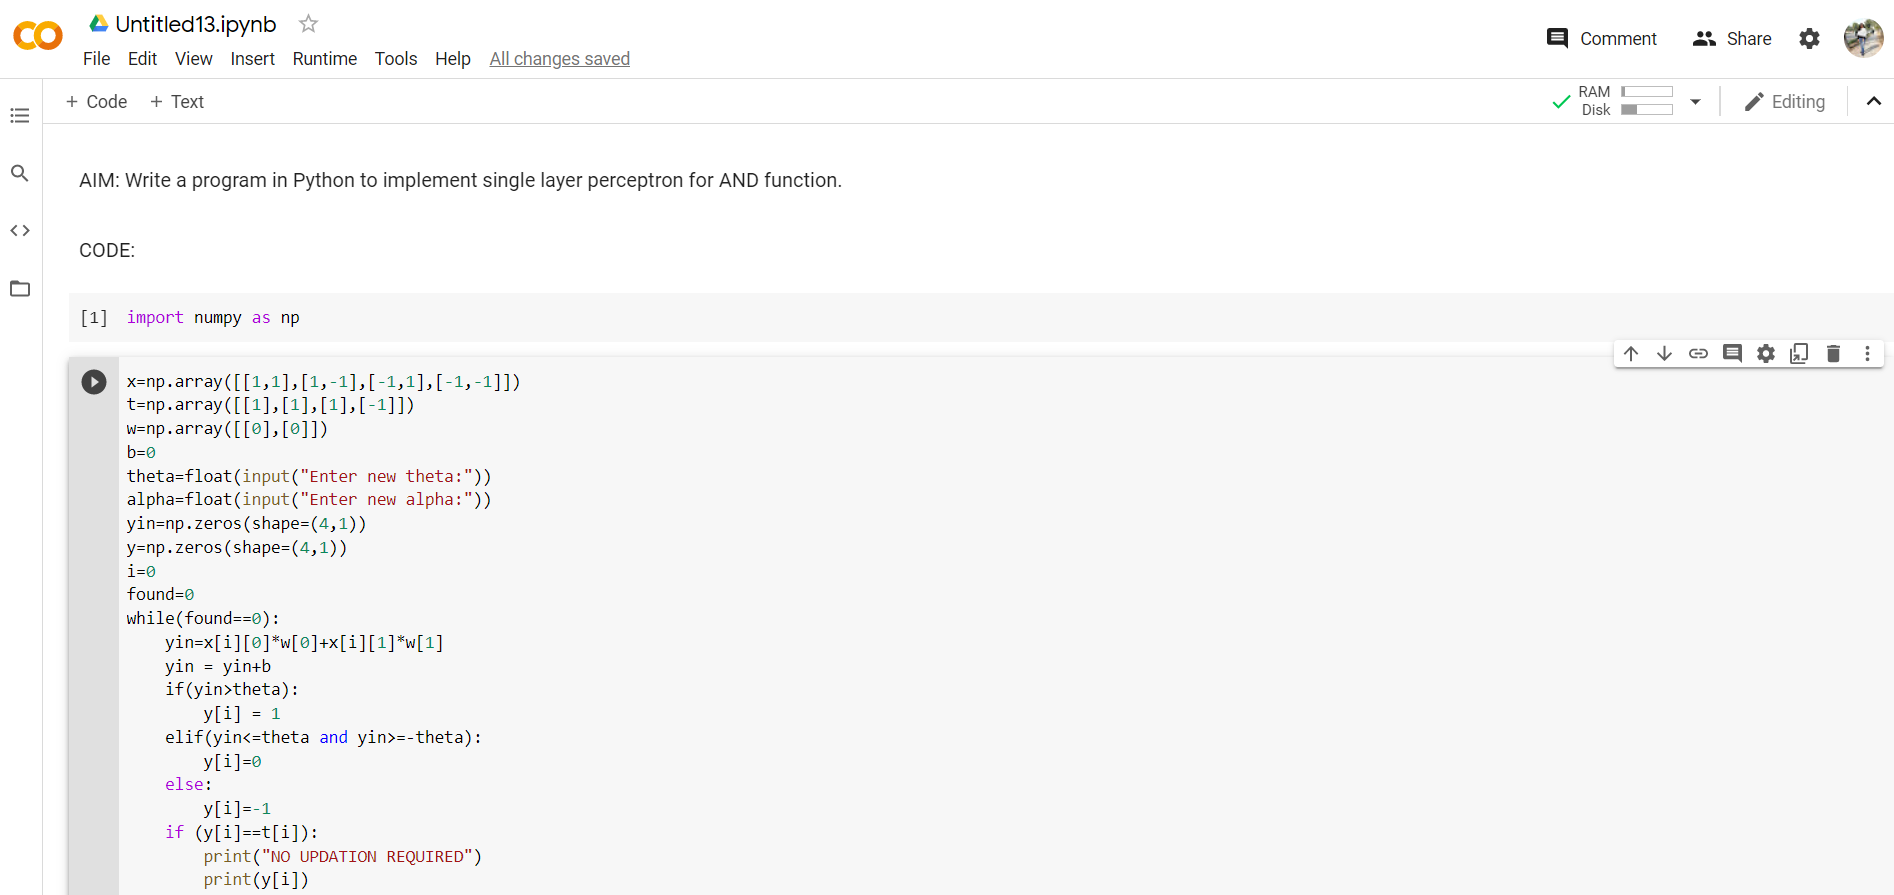 Untitled13.ipynb
File Edit View Insert Runtime Tools Help All changes saved
Comment Share
+ Code + Text
RAM
Disk
Editing
AIM: Write a program in Python to implement single layer perceptron for AND function.
CODE:
[1] import numpy as np
x=np.array([[1,1],[1,-1],[-1,1],[-1,-1]])
t=np.array([[1],[1],[1],[-1]])
w=np.array([[0],[0]])
b=0
theta=float(input("Enter new theta:"))
alpha=float(input("Enter new alpha:"))
yin=np.zeros(shape=(4,1))
y=np.zeros(shape=(4,1))
i=0
found=0
while(found==0):
    yin=x[i][0]*w[0]+x[i][1]*w[1]
    yin = yin+b
    if(yin>theta):
        y[i] = 1
    elif(yin<=theta and yin>=-theta):
        y[i]=0
    else:
        y[i]=-1
    if (y[i]==t[i]):
        print("NO UPDATION REQUIRED")
        print(y[i])